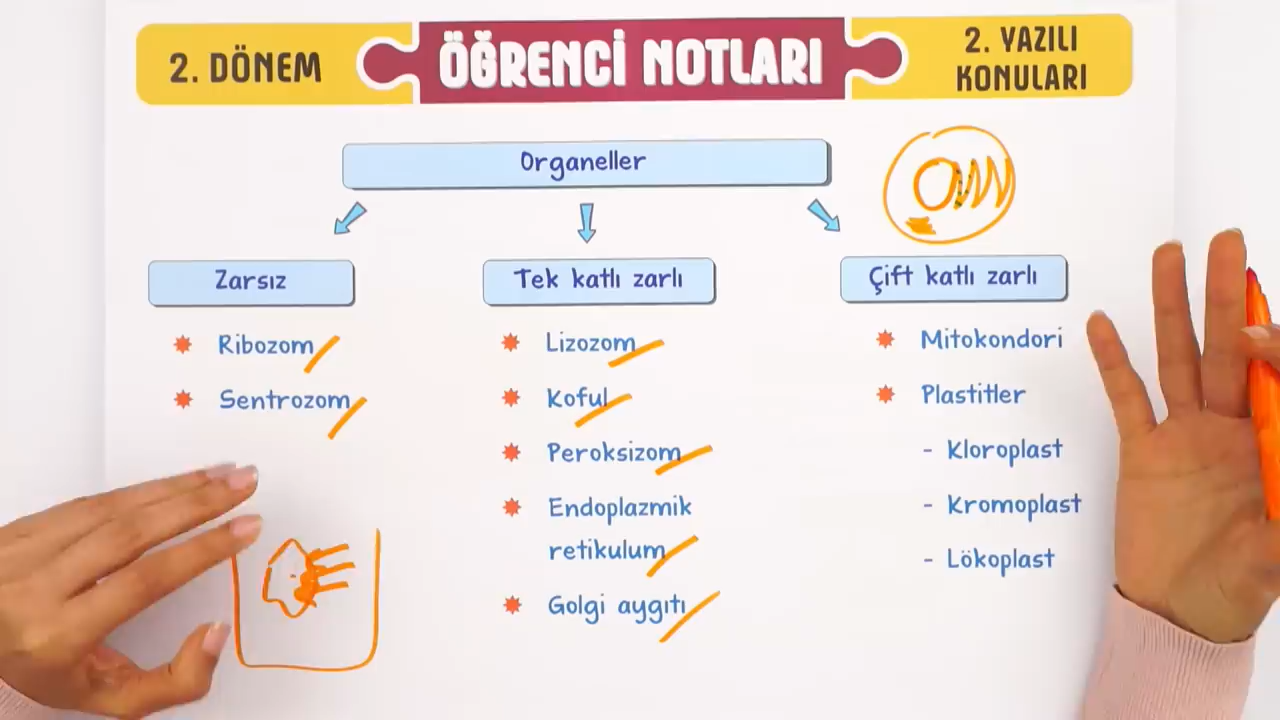 2. DÖNEM
ÖĞRENCİ NOTLARI
2. YAZILI
KONULARI
Organeller
Zarsız
Ribozom
Sentrozom
Tek katlı zarlı
Lizozom
Koful
Peroksizom
Endoplazmik
retikulum
Golgi aygıtı
Çift katlı zarlı
Mitokondori
Plastitler
- Kloroplast
- Kromoplast
- Lökoplast